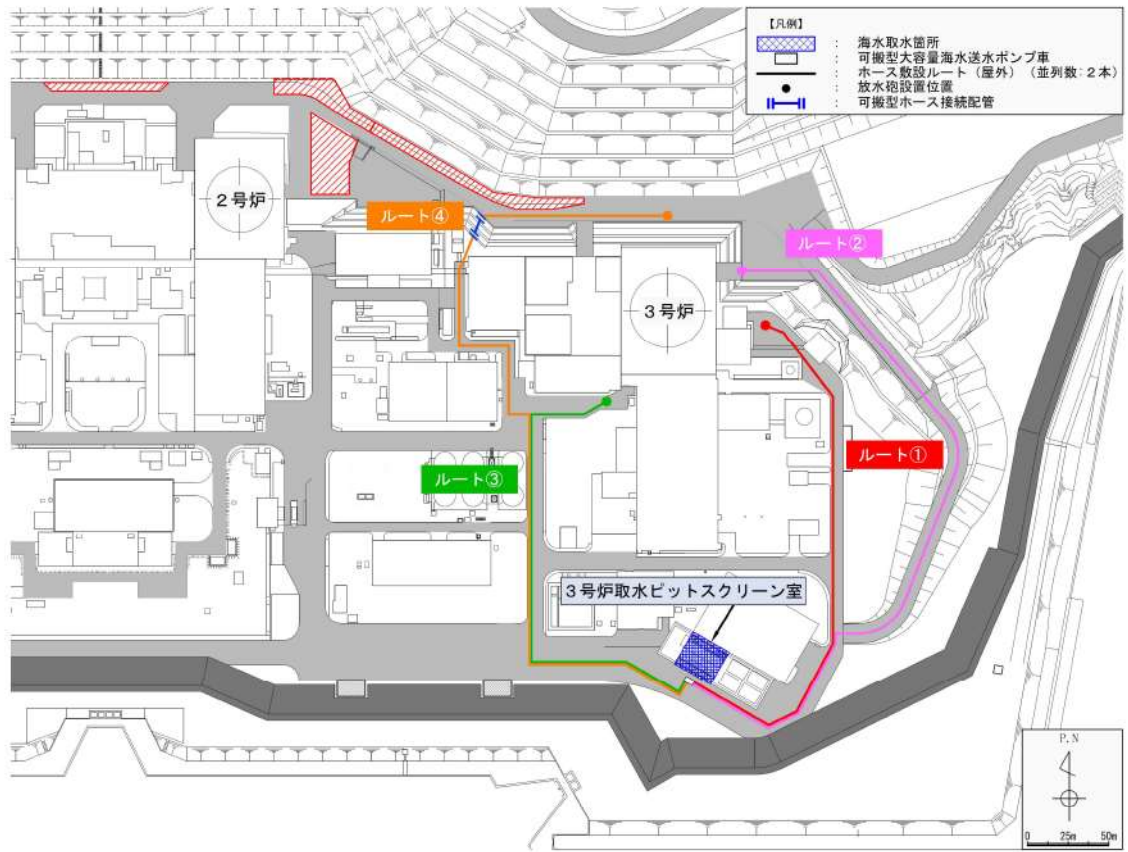 【凡例】
： 海水取水箇所
： 可搬型大容量海水送水ポンプ車
： ホース敷設ルート（屋外）（並列数：２本）
： 放水砲設置位置
： 可搬型ホース接続配管
２号炉
ルート④
ルート②
３号炉
ルート①
ルート③
３号炉取水ピットスクリーン室
P.N
0 25m 50m